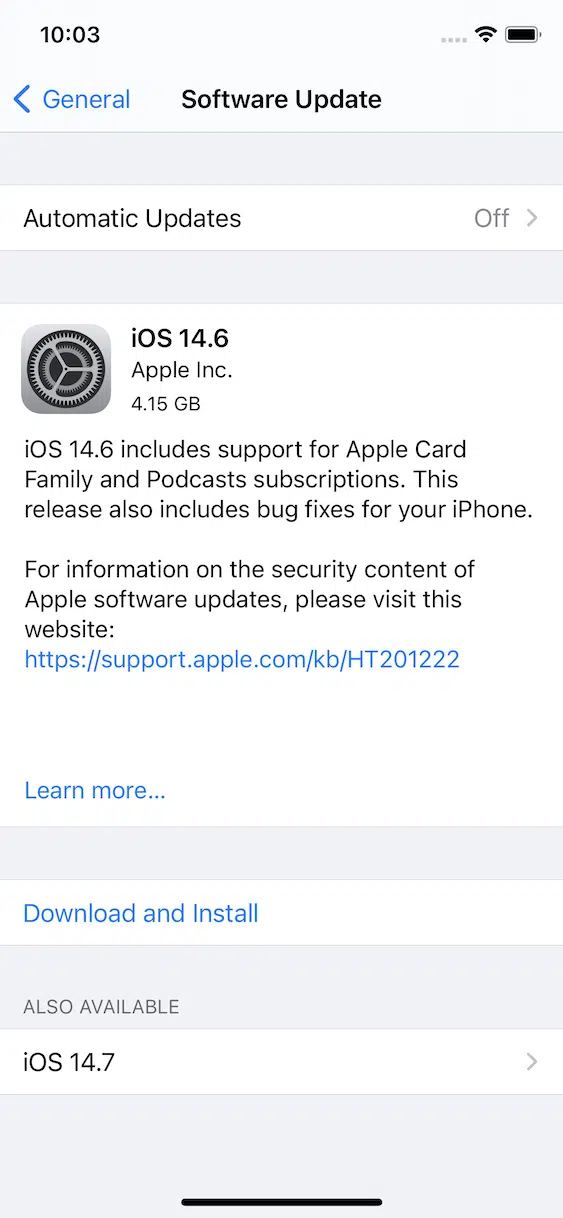 10:03
General
Software Update
Automatic Updates
Off
iOS 14.6
Apple Inc.
4.15 GB
iOS 14.6 includes support for Apple Card
Family and Podcasts subscriptions. This
release also includes bug fixes for your iPhone.
For information on the security content of
Apple software updates, please visit this
website:
https://support.apple.com/kb/HT201222
Learn more...
Download and Install
ALSO AVAILABLE
iOS 14.7